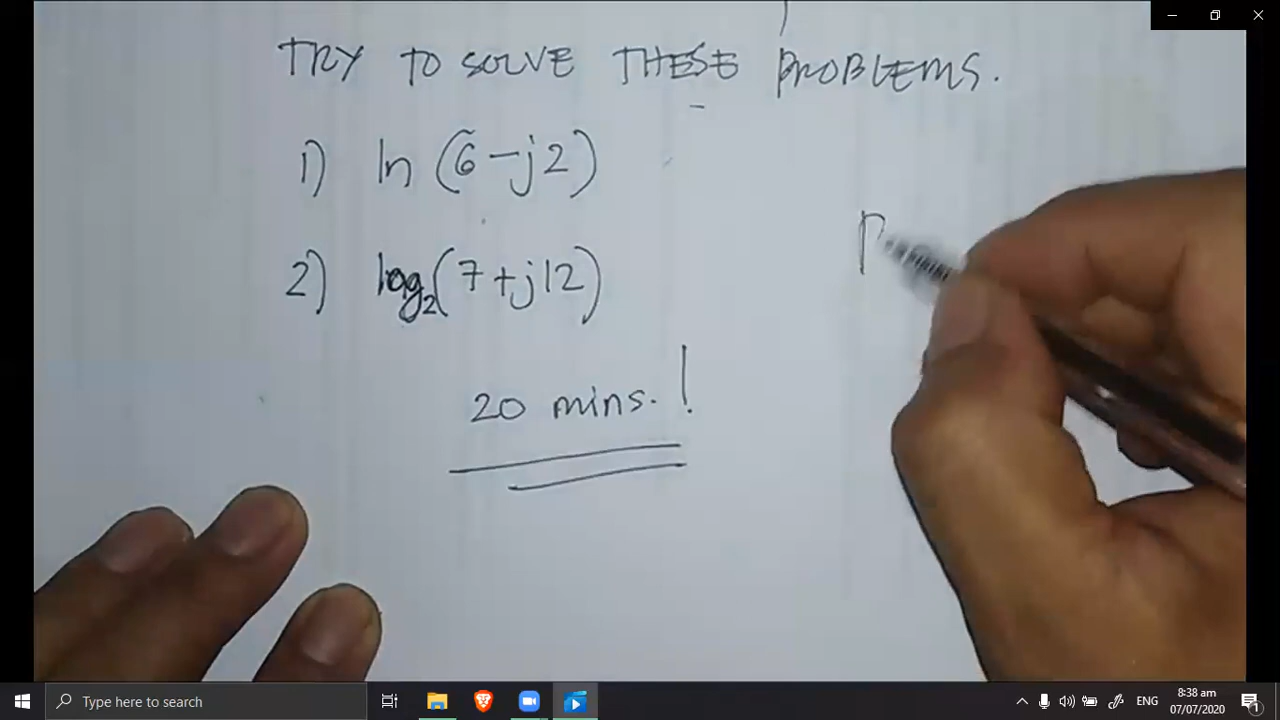 TRY TO SOLVE THESE PROBLEMS.
1) ln (6-j2)
2) log₂(7+j12)
20 mins. !
Type here to search
ENG
8:38 am
07/07/2020
1